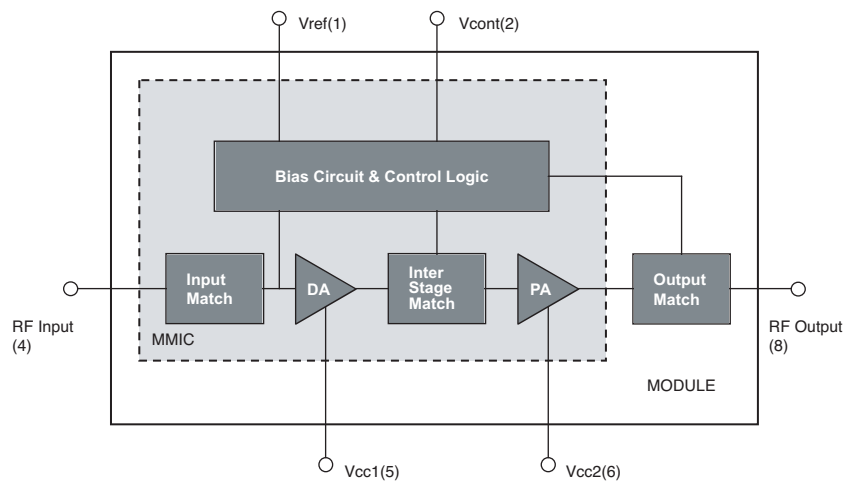 Vref(1)
Vcont(2)
Bias Circuit & Control Logic
Input
Match
DA
Inter
Stage
Match
PA
Output
Match
RF Input
(4)
MMIC
RF Output
(8)
MODULE
Vcc1(5)
Vcc2(6)